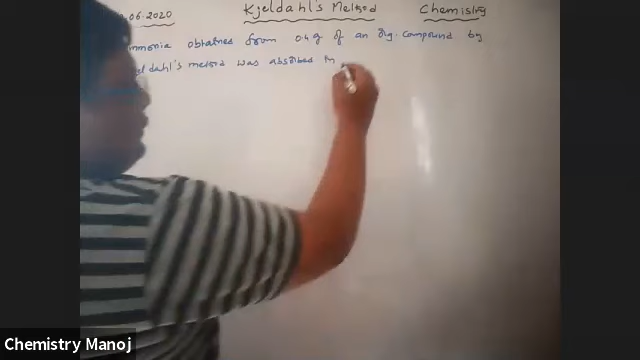 06.2020 Kjeldahl's Method Chemistry
mmonia obtained from 0.4g of an Org. Compound by
dahl's method was absorbed in
Chemistry Manoj